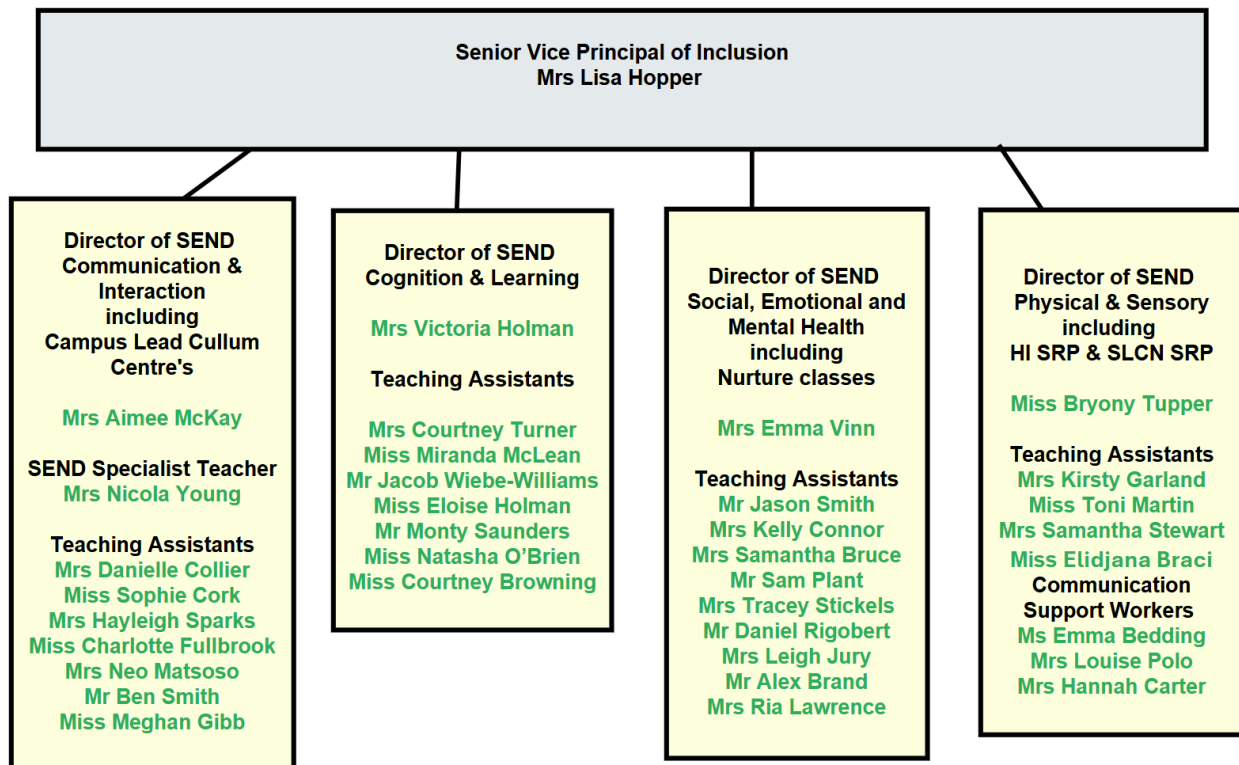 Senior Vice Principal of Inclusion
Mrs Lisa Hopper
Director of SEND
Communication &
Interaction
including
Campus Lead Cullum
Centre's
Mrs Aimee McKay
SEND Specialist Teacher
Mrs Nicola Young
Teaching Assistants
Mrs Danielle Collier
Miss Sophie Cork
Mrs Hayleigh Sparks
Miss Charlotte Fullbrook
Mrs Neo Matsoso
Mr Ben Smith
Miss Meghan Gibb
Director of SEND
Cognition & Learning
Mrs Victoria Holman
Teaching Assistants
Mrs Courtney Turner
Miss Miranda McLean
Mr Jacob Wiebe-Williams
Miss Eloise Holman
Mr Monty Saunders
Miss Natasha O’Brien
Miss Courtney Browning
Director of SEND
Social, Emotional and
Mental Health
including
Nurture classes
Mrs Emma Vinn
Teaching Assistants
Mr Jason Smith
Mrs Kelly Connor
Mrs Samantha Bruce
Mr Sam Plant
Mrs Tracey Stickels
Mr Daniel Rigobert
Mrs Leigh Jury
Mr Alex Brand
Mrs Ria Lawrence
Director of SEND
Physical & Sensory
including
HI SRP & SLCN SRP
Miss Bryony Tupper
Teaching Assistants
Mrs Kirsty Garland
Miss Toni Martin
Mrs Samantha Stewart
Miss Elidjana Braci
Communication
Support Workers
Ms Emma Bedding
Mrs Louise Polo
Mrs Hannah Carter